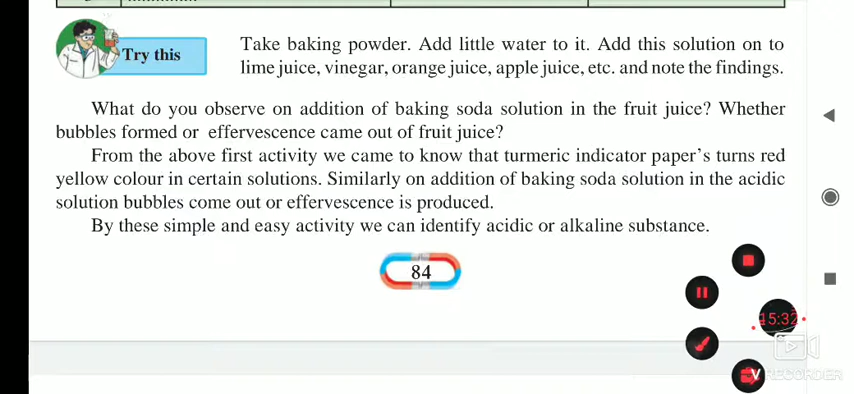 Try this
Take baking powder. Add little water to it. Add this solution on to
lime juice, vinegar, orange juice, apple juice, etc. and note the findings.
What do you observe on addition of baking soda solution in the fruit juice? Whether
bubbles formed or effervescence came out of fruit juice?
From the above first activity we came to know that turmeric indicator paper's turns red
yellow colour in certain solutions. Similarly on addition of baking soda solution in the acidic
solution bubbles come out or effervescence is produced.
By these simple and easy activity we can identify acidic or alkaline substance.
84
15:32
V RECORDER